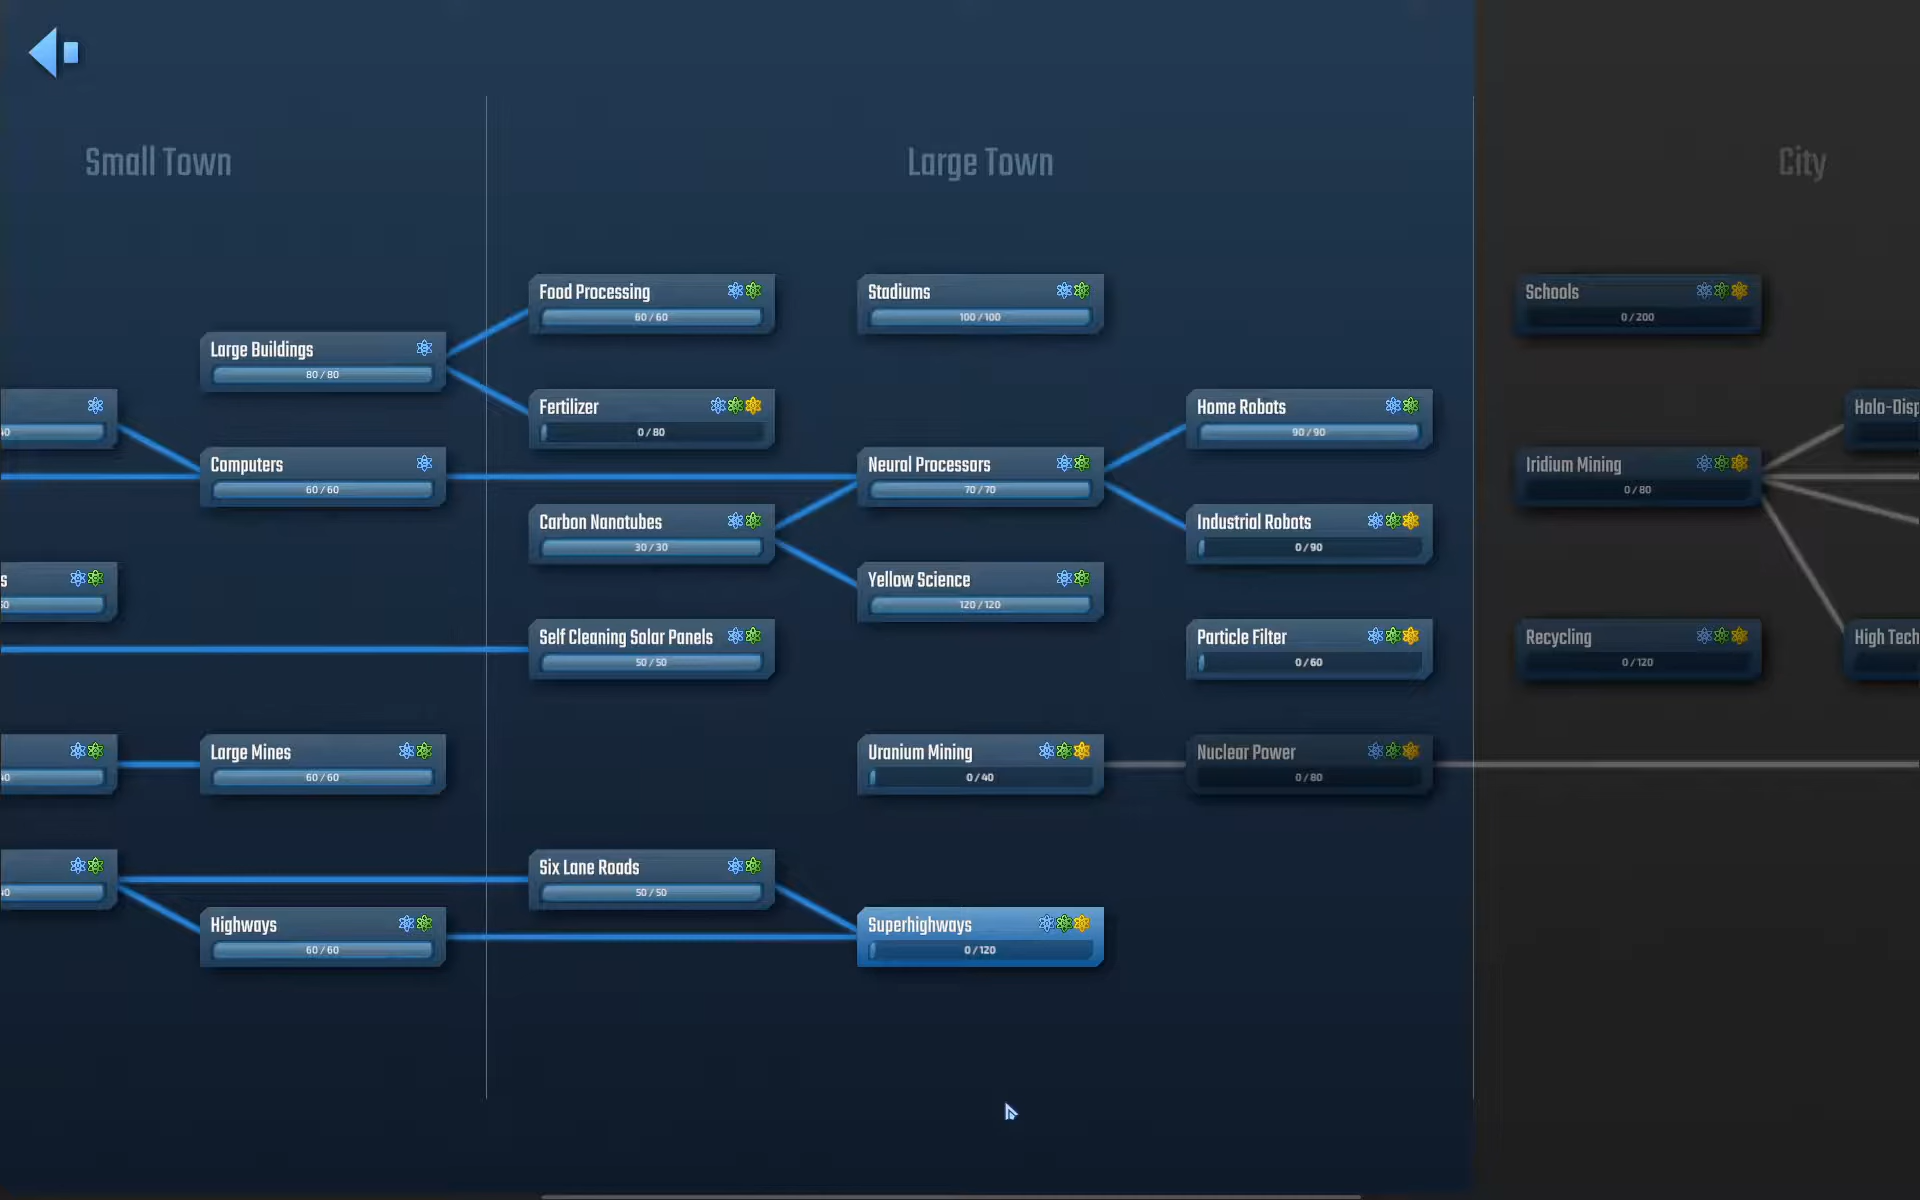 Small Town
Large Town
City
Food Processing
60 / 60
Stadiums
100 / 100
Schools
0 / 200
Large Buildings
80 / 80
Fertilizer
0 / 80
Home Robots
90 / 90
Computers
60 / 60
Neural Processors
70 / 70
Iridium Mining
0 / 80
Carbon Nanotubes
30 / 30
Industrial Robots
0 / 90
s
Yellow Science
120 / 120
Self Cleaning Solar Panels
50 / 50
Particle Filter
0 / 60
Recycling
0 / 120
High Tech
Large Mines
60 / 60
Uranium Mining
0 / 40
Nuclear Power
0 / 80
Six Lane Roads
50 / 50
Highways
60 / 60
Superhighways
0 / 120